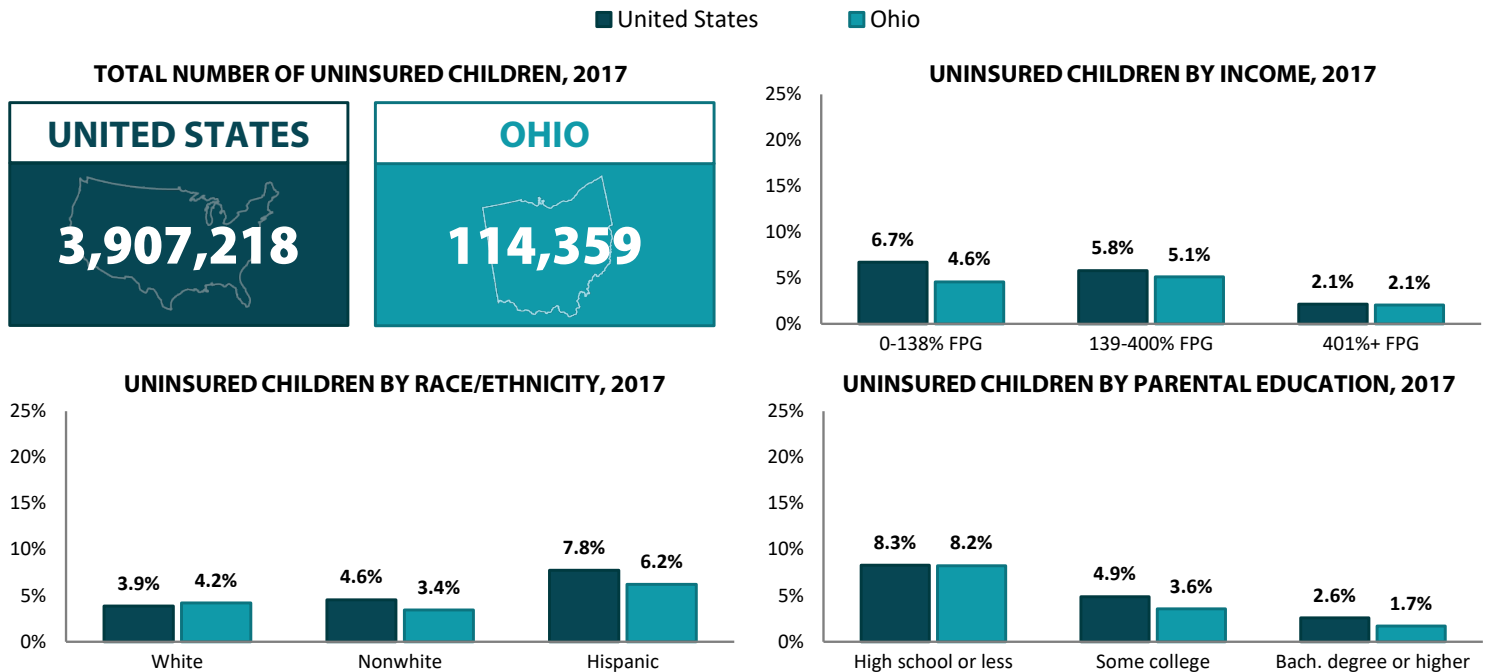 United States Ohio
TOTAL NUMBER OF UNINSURED CHILDREN, 2017
UNITED STATES
3,907,218
OHIO
114,359
UNINSURED CHILDREN BY INCOME, 2017
25%
20%
15%
10%
5%
0%
6.7% 4.6% 5.8% 5.1% 2.1% 2.1%
0-138% FPG 139-400% FPG 401%+ FPG
UNINSURED CHILDREN BY RACE/ETHNICITY, 2017
25%
20%
15%
10%
5%
0%
3.9% 4.2% 4.6% 3.4% 7.8% 6.2%
White Nonwhite Hispanic
UNINSURED CHILDREN BY PARENTAL EDUCATION, 2017
25%
20%
15%
10%
5%
0%
8.3% 8.2% 4.9% 3.6% 2.6% 1.7%
High school or less Some college Bach. degree or higher